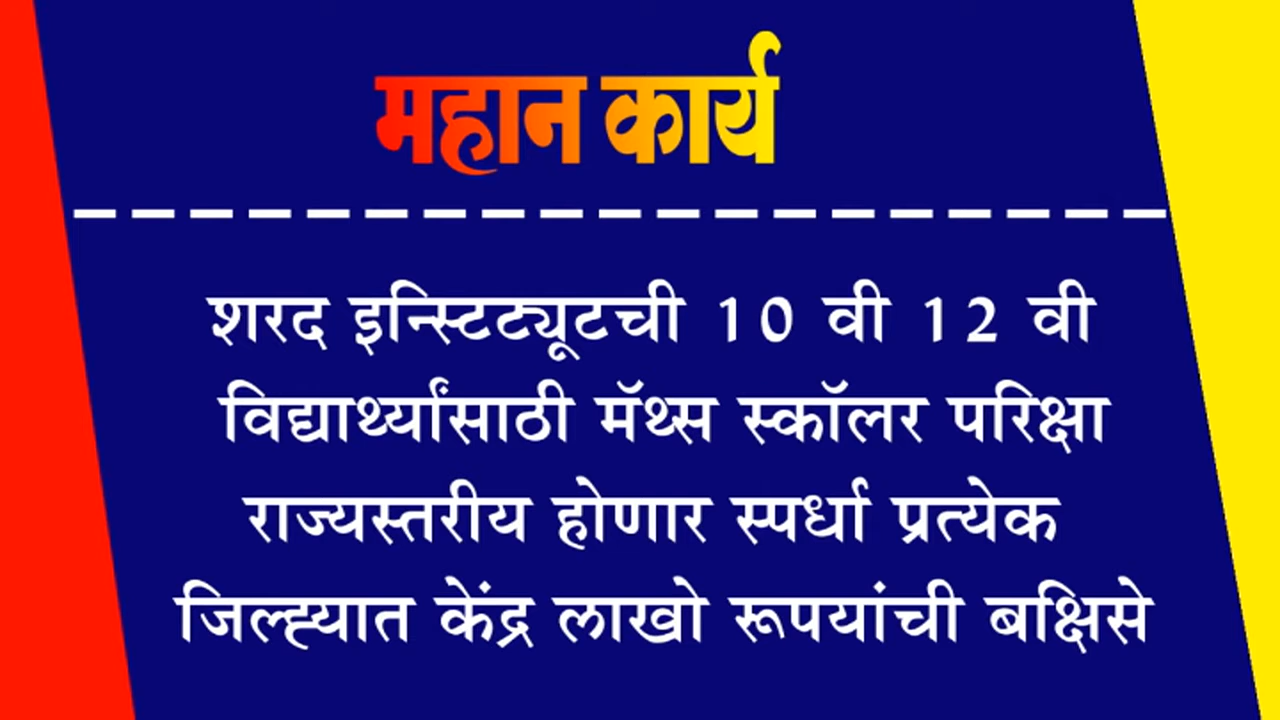 महान कार्य
शरद इन्स्टिट्यूटची 10 वी 12 वी
विद्यार्थ्यांसाठी मॅथ्स स्कॉलर परिक्षा
राज्यस्तरीय होणार स्पर्धा प्रत्येक
जिल्ह्यात केंद्र लाखो रूपयांची बक्षिसे